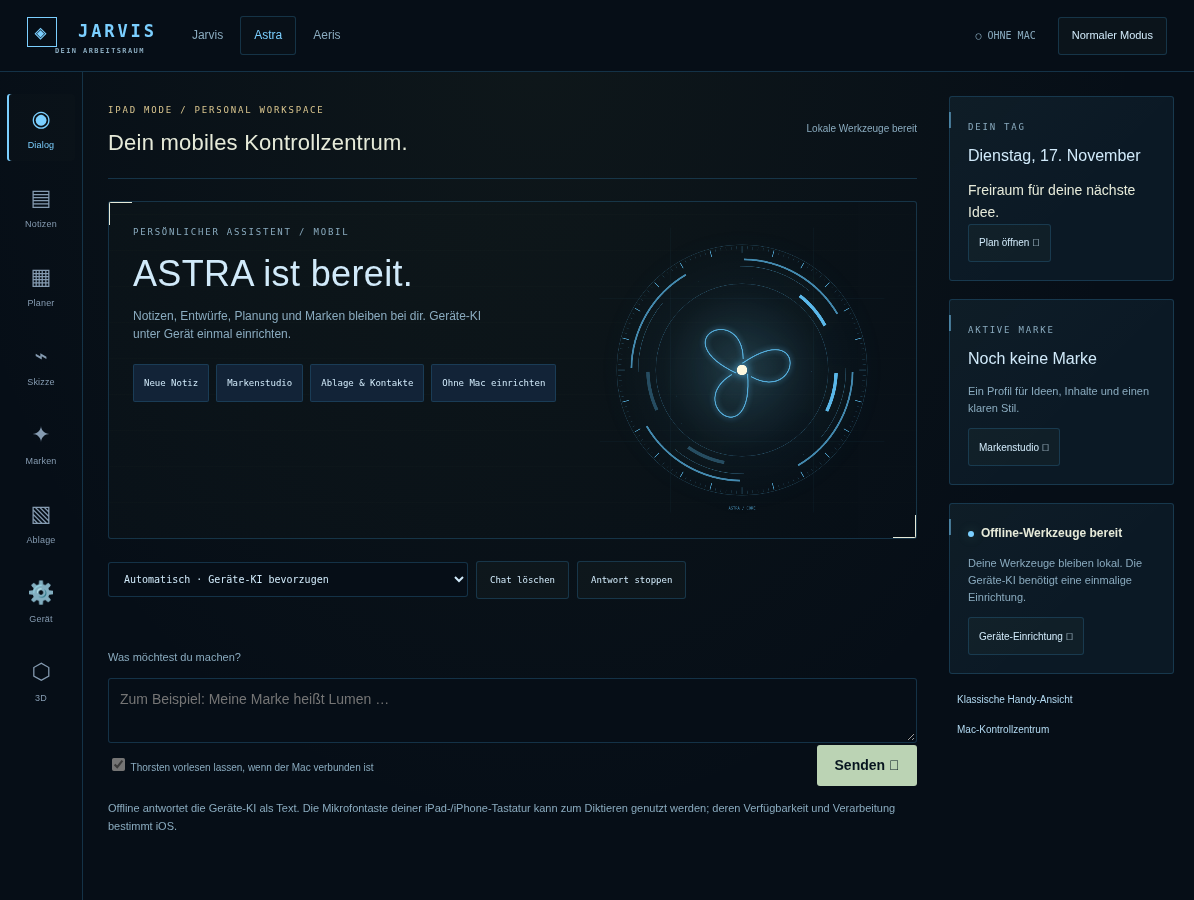 JARVIS
DEIN ARBEITSRAUM
Jarvis
Astra
Aeris
OHNE MAC
Normaler Modus
Dialog
Notizen
Planer
Skizze
Marken
Ablage
Gerät
3D
IPAD MODE / PERSONAL WORKSPACE
Dein mobiles Kontrollzentrum.
Lokale Werkzeuge bereit
PERSÖNLICHER ASSISTENT / MOBIL
ASTRA ist bereit.
Notizen, Entwürfe, Planung und Marken bleiben bei dir. Geräte-KI
unter Gerät einmal einrichten.
Neue Notiz
Markenstudio
Ablage & Kontakte
Ohne Mac einrichten
Automatisch · Geräte-KI bevorzugen
Chat löschen
Antwort stoppen
Was möchtest du machen?
Zum Beispiel: Meine Marke heißt Lumen …
Thorsten vorlesen lassen, wenn der Mac verbunden ist
Senden
Offline antwortet die Geräte-KI als Text. Die Mikrofontaste deiner iPad-/iPhone-Tastatur kann zum Diktieren genutzt werden; deren Verfügbarkeit und Verarbeitung
bestimmt iOS.
DEIN TAG
Dienstag, 17. November
Freiraum für deine nächste
Idee.
Plan öffnen
AKTIVE MARKE
Noch keine Marke
Ein Profil für Ideen, Inhalte und einen
klaren Stil.
Markenstudio
Offline-Werkzeuge bereit
Deine Werkzeuge bleiben lokal. Die
Geräte-KI benötigt eine einmalige
Einrichtung.
Geräte-Einrichtung
Klassische Handy-Ansicht
Mac-Kontrollzentrum